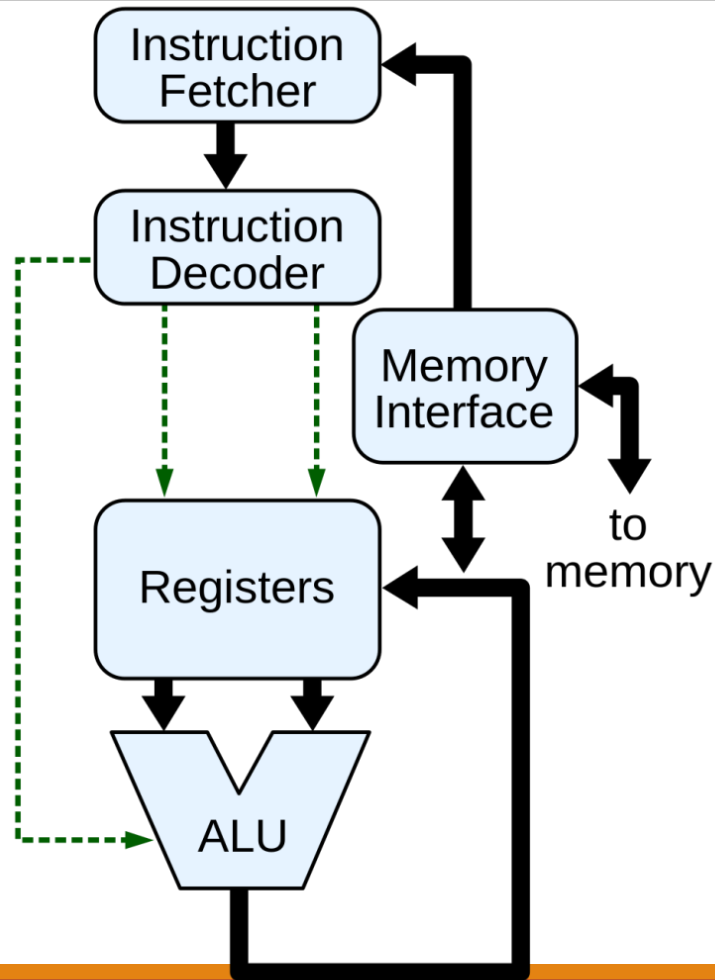 Instruction
Fetcher
Instruction
Decoder
Memory
Interface
to
memory
Registers
ALU